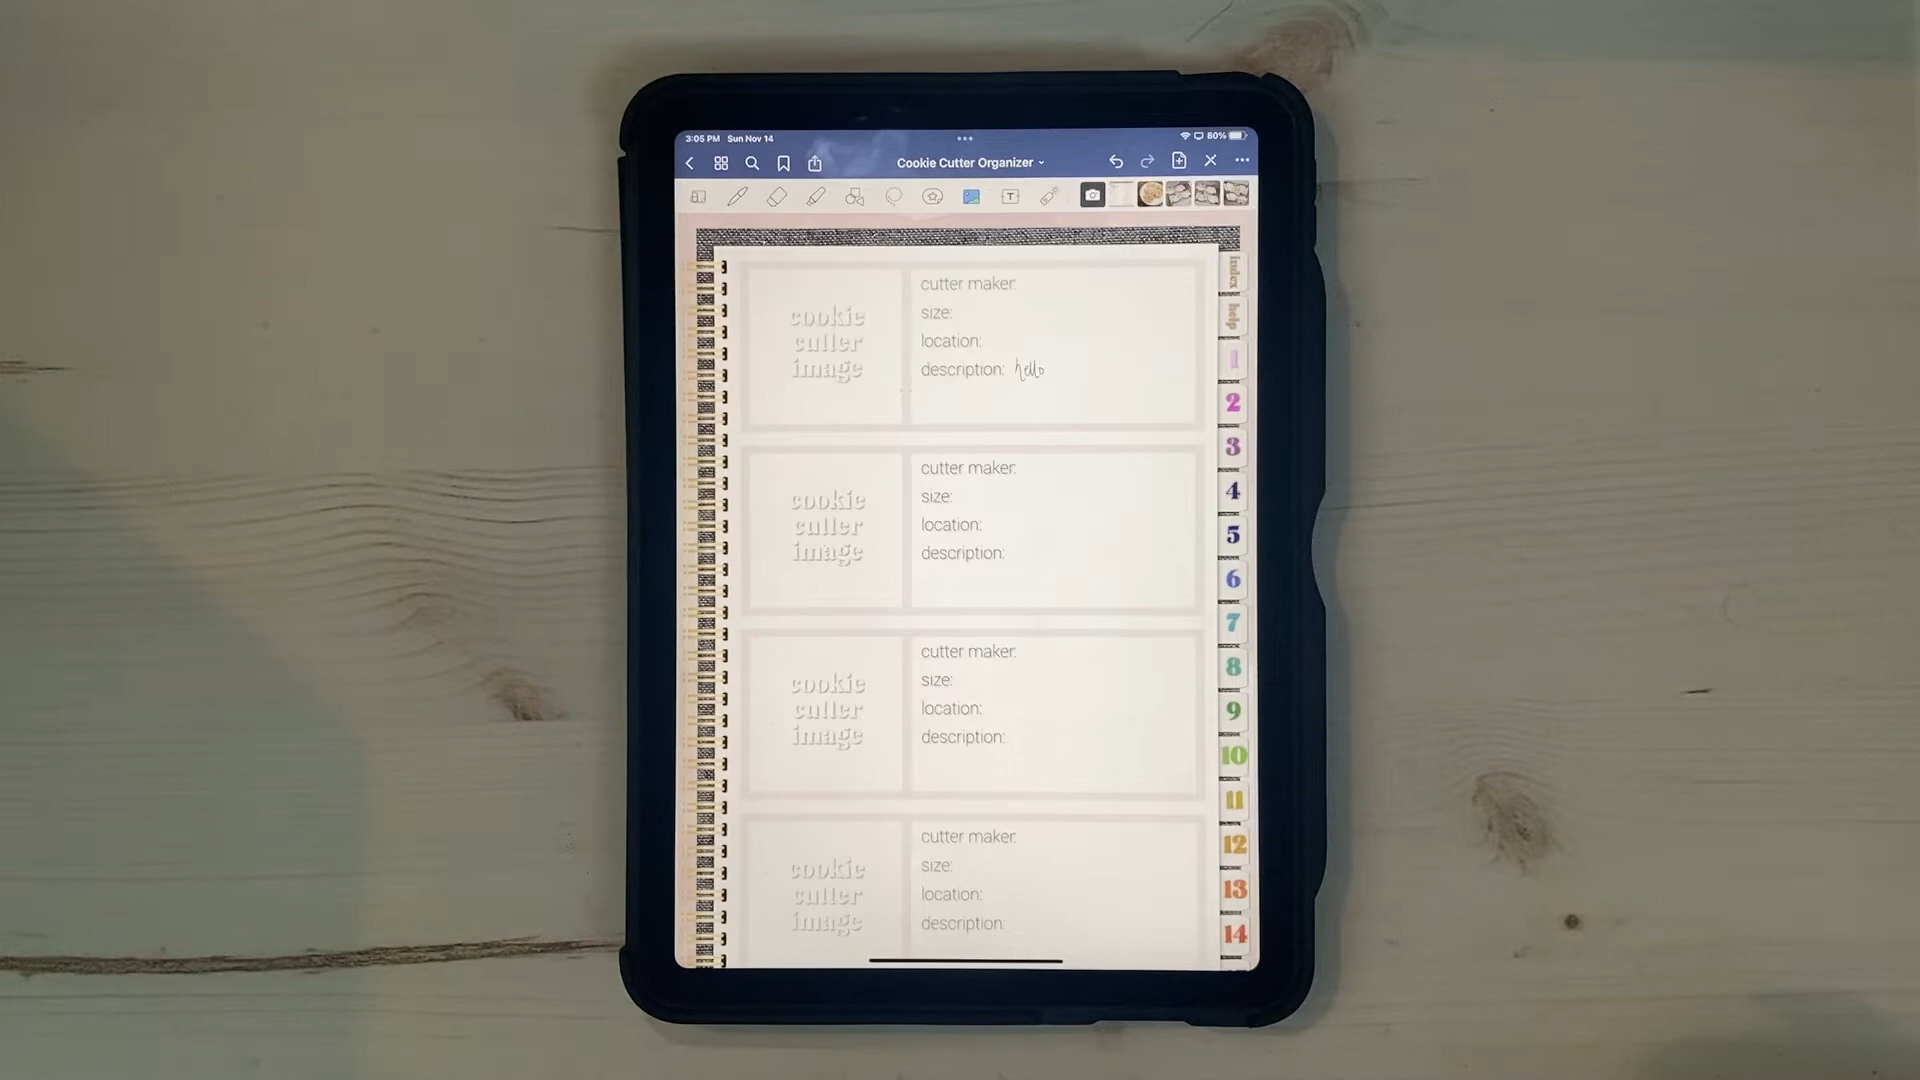 3:05 PM Sun Nov 14
80%
Cookie Cutter Organizer
T
index
help
1
2
3
4
5
6
7
8
9
10
11
12
13
14
cookie
cutter
image
cutter maker:
size:
location:
description: hello
cookie
cutter
image
cutter maker:
size:
location:
description:
cookie
cutter
image
cutter maker:
size:
location:
description:
cookie
cutter
image
cutter maker:
size:
location:
description: